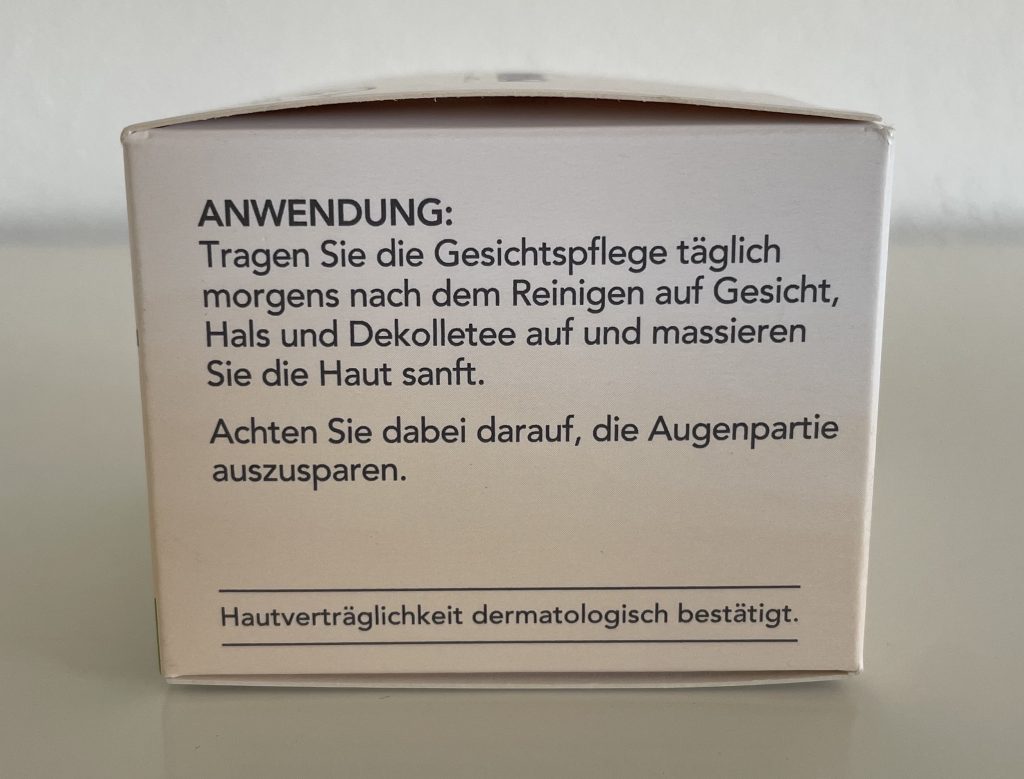 ANWENDUNG:
Tragen Sie die Gesichtspflege täglich
morgens nach dem Reinigen auf Gesicht,
Hals und Dekolletee auf und massieren
Sie die Haut sanft.
Achten Sie dabei darauf, die Augenpartie
auszusparen.
Hautverträglichkeit dermatologisch bestätigt.